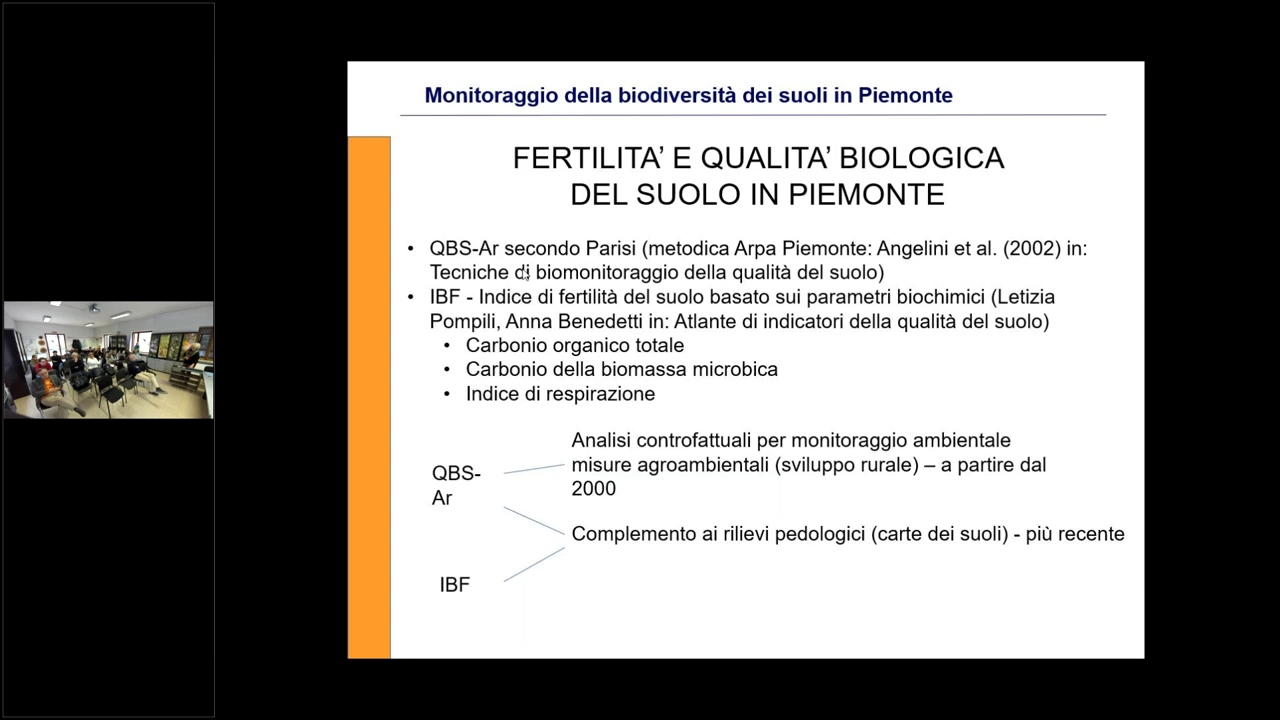 Monitoraggio della biodiversità dei suoli in Piemonte
FERTILITA’ E QUALITA’ BIOLOGICA
DEL SUOLO IN PIEMONTE
• QBS-Ar secondo Parisi (metodica Arpa Piemonte: Angelini et al. (2002) in:
Tecniche di biomonitoraggio della qualità del suolo)
• IBF - Indice di fertilità del suolo basato sui parametri biochimici (Letizia
Pompili, Anna Benedetti in: Atlante di indicatori della qualità del suolo)
• Carbonio organico totale
• Carbonio della biomassa microbica
• Indice di respirazione
QBS-
Ar
Analisi controfattuali per monitoraggio ambientale
misure agroambientali (sviluppo rurale) – a partire dal
2000
Complemento ai rilievi pedologici (carte dei suoli) - più recente
IBF